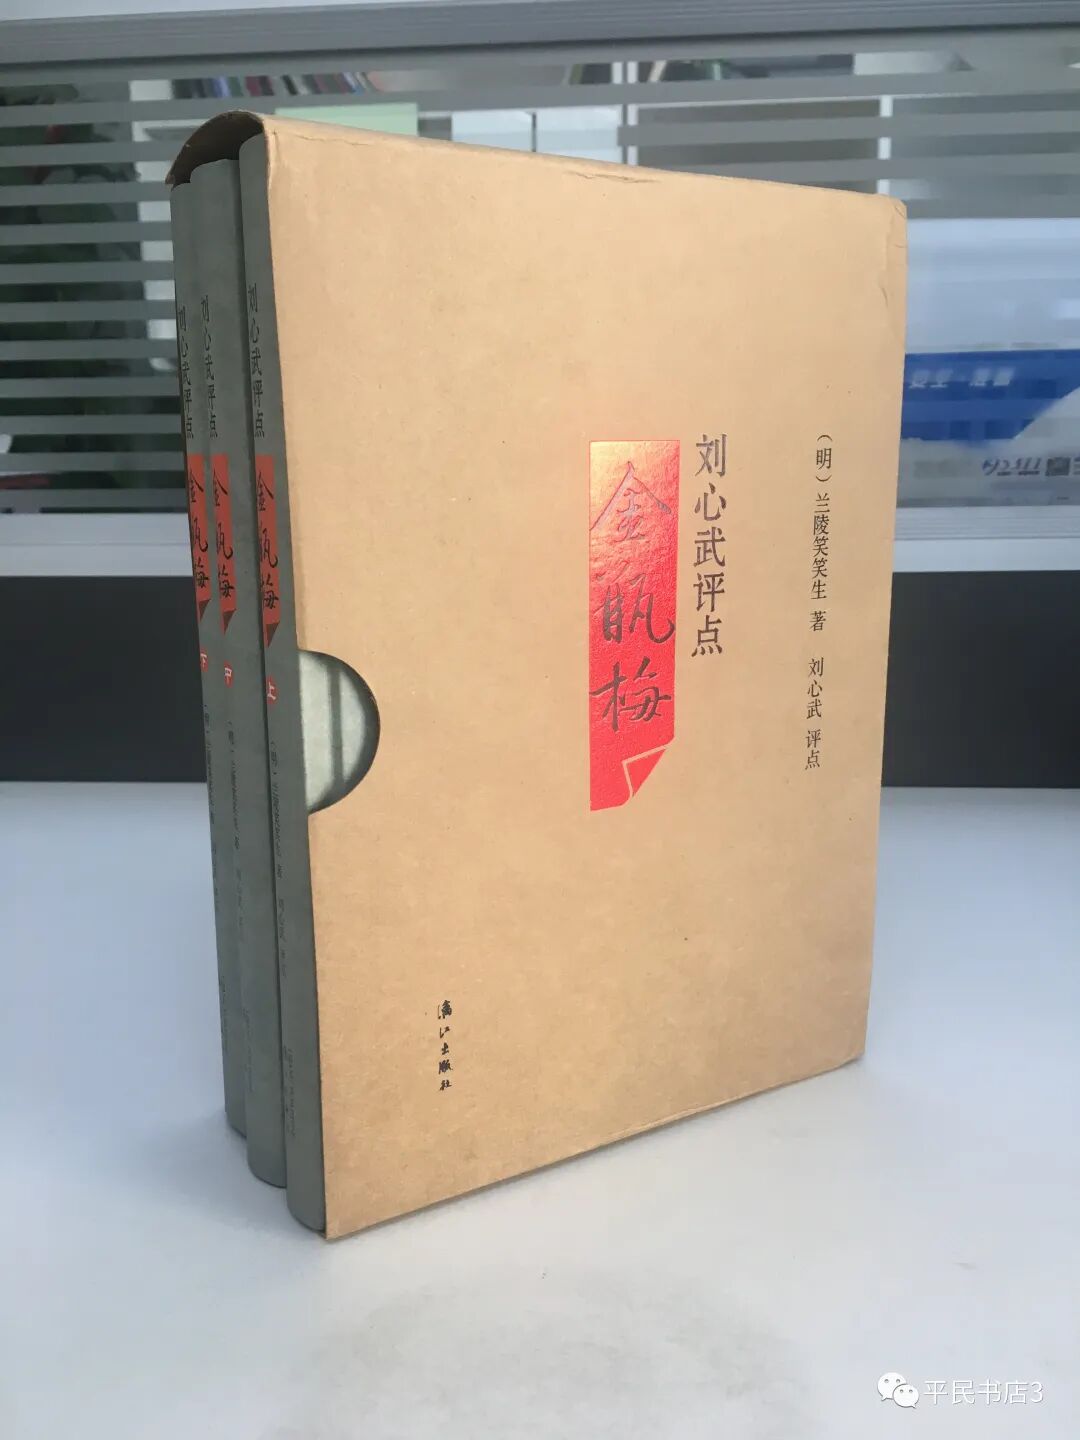 （明）兰陵笑笑生 著 刘心武 评点
刘心武评点
金瓶梅
漓江出版社
刘心武评点 金瓶梅 上
刘心武评点 金瓶梅 中
刘心武评点 金瓶梅 下
平民书店3